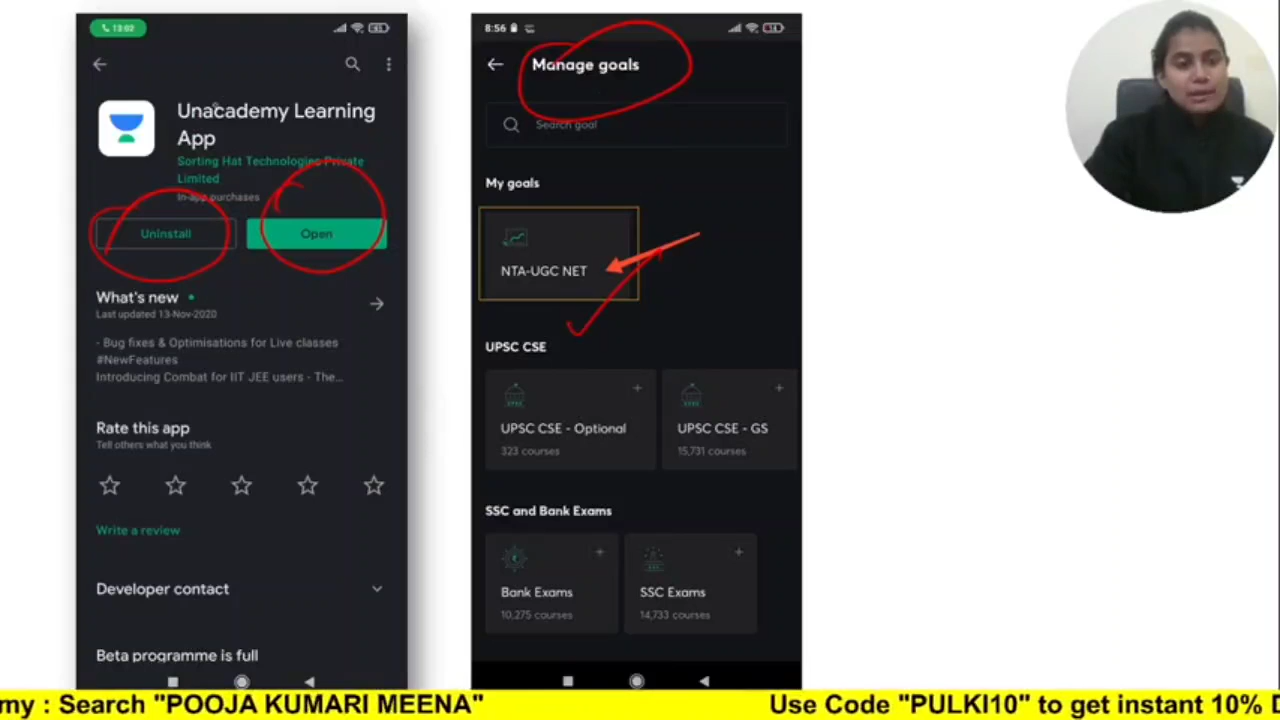 13:02
Unacademy Learning
App
Sorting Hat Technologies Private
Limited
In-app purchases
Uninstall
Open
What's new
Last updated 13-Nov-2020
- Bug fixes & Optimisations for Live classes
#NewFeatures
Introducing Combat for IIT JEE users - The...
Rate this app
Tell others what you think
Write a review
Developer contact
Beta programme is full
8:56
Manage goals
Search goal
My goals
NTA-UGC NET
UPSC CSE
UPSC CSE - Optional
323 courses
UPSC CSE - GS
15,731 courses
SSC and Bank Exams
Bank Exams
10,275 courses
SSC Exams
14,733 courses
my : Search "POOJA KUMARI MEENA"
Use Code "PULKI10" to get instant 10% D